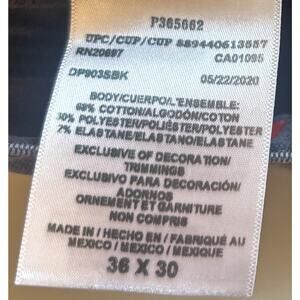 P365662
UPC/CUP/CUP 889440613557
RN20697 CA01095
DP903SBK 05/22/2020
BODY/CUERPO/L'ENSEMBLE:
68% COTTON/ALGODÓN/COTON
30% POLYESTER/POLIÉSTER/POLYESTER
2% ELASTANE/ELASTANO/ELASTANE
EXCLUSIVE OF DECORATION/
TRIMMINGS
EXCLUSIVO PARA DECORACIÓN/
ADORNOS
ORNEMENT ET GARNITURE
NON COMPRIS
MADE IN / HECHO EN / FABRIQUÉ AU
MEXICO / MÉXICO / MEXIQUE
36 X 30